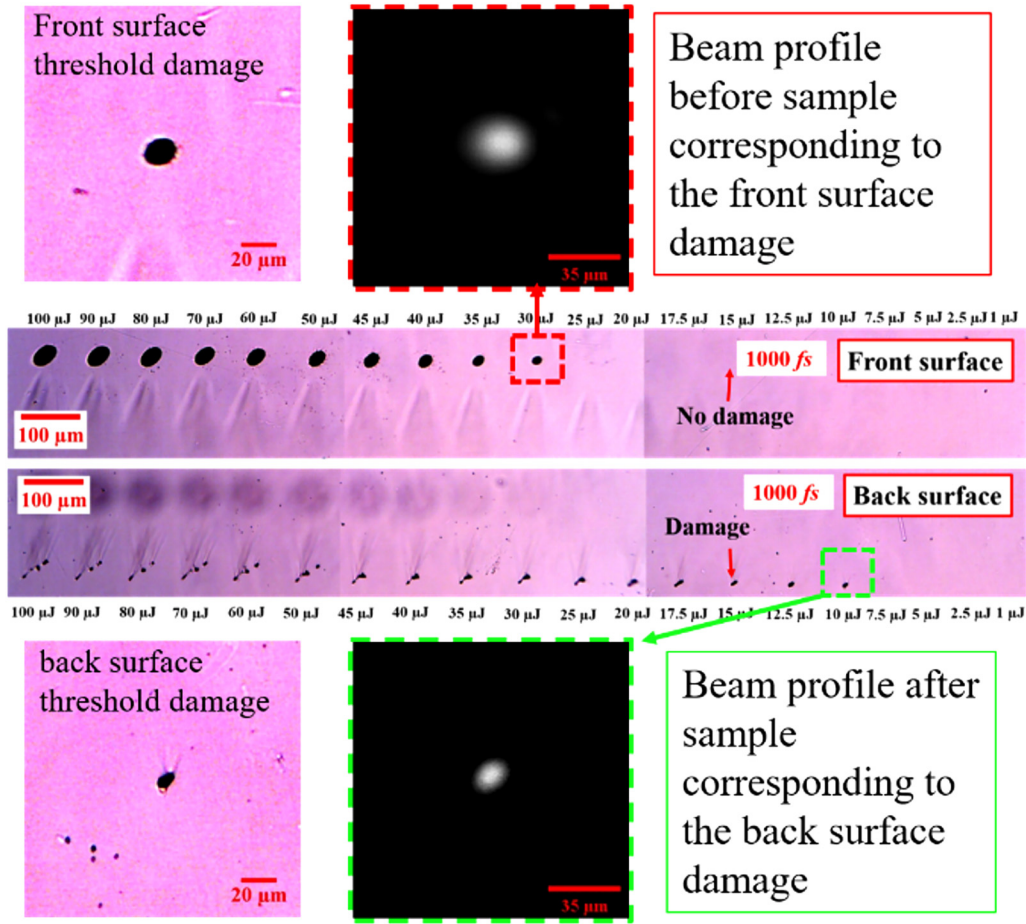 Front surface
threshold damage
20 µm
35 µm
Beam profile
before sample
corresponding to
the front surface
damage
100 µJ 90 µJ 80 µJ 70 µJ 60 µJ 50 µJ 45 µJ 40 µJ 35 µJ 30 µJ 25 µJ 20 µJ 17.5 µJ 15 µJ 12.5 µJ 10 µJ 7.5 µJ 5 µJ 2.5 µJ 1 µJ
1000 fs Front surface
100 µm
No damage
100 µm
1000 fs Back surface
Damage
100 µJ 90 µJ 80 µJ 70 µJ 60 µJ 50 µJ 45 µJ 40 µJ 35 µJ 30 µJ 25 µJ 20 µJ 17.5 µJ 15 µJ 12.5 µJ 10 µJ 7.5 µJ 5 µJ 2.5 µJ 1 µJ
back surface
threshold damage
20 µm
35 µm
Beam profile after
sample
corresponding to
the back surface
damage